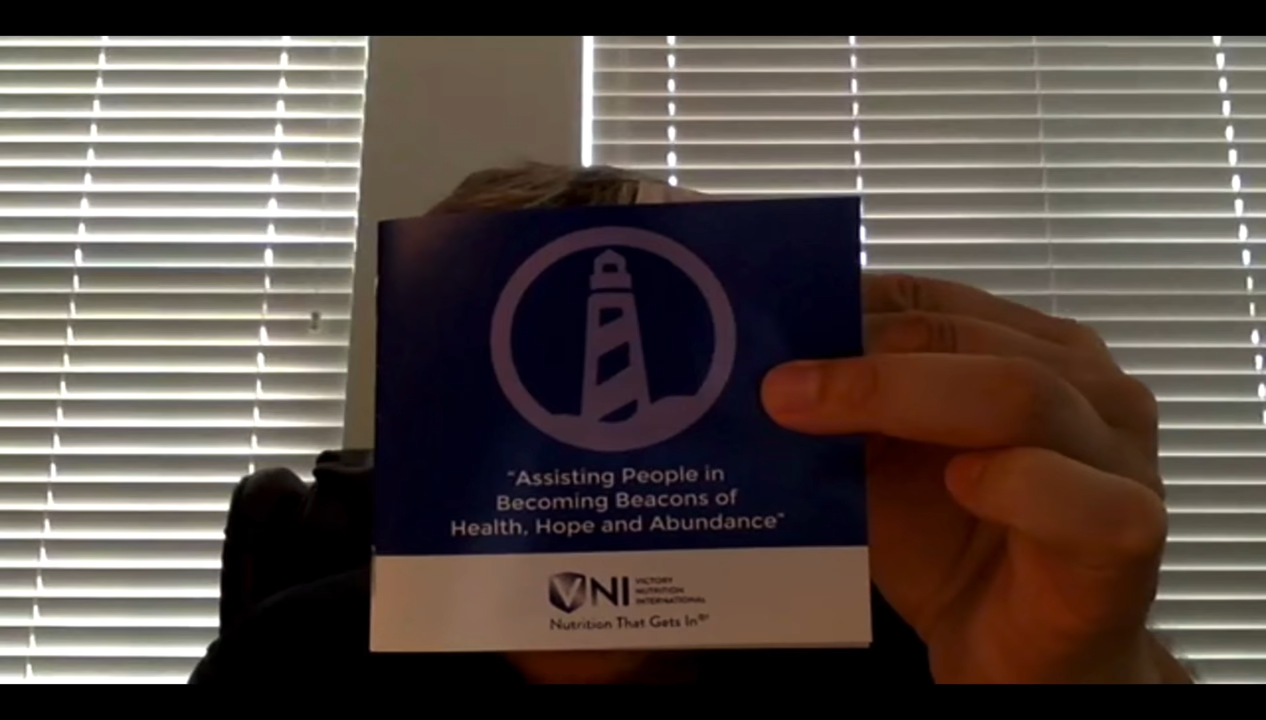 "Assisting People in
Becoming Beacons of
Health, Hope and Abundance"
VNI
VICTORY
NUTRITION
INTERNATIONAL
Nutrition That Gets In®"